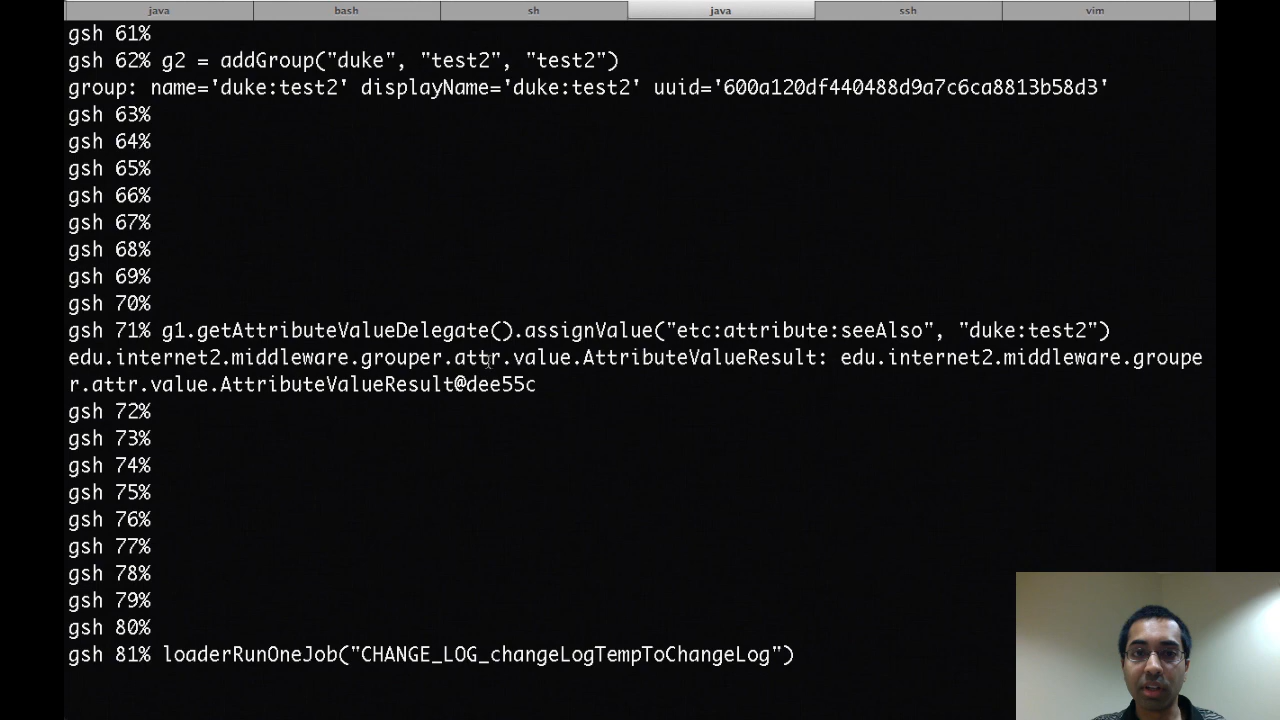 java bash sh java ssh vim
gsh 61%
gsh 62% g2 = addGroup("duke", "test2", "test2")
group: name='duke:test2' displayName='duke:test2' uuid='600a120df440488d9a7c6ca8813b58d3'
gsh 63%
gsh 64%
gsh 65%
gsh 66%
gsh 67%
gsh 68%
gsh 69%
gsh 70%
gsh 71% g1.getAttributeValueDelegate().assignValue("etc:attribute:seeAlso", "duke:test2")
edu.internet2.middleware.grouper.attr.value.AttributeValueResult: edu.internet2.middleware.groupe
r.attr.value.AttributeValueResult@dee55c
gsh 72%
gsh 73%
gsh 74%
gsh 75%
gsh 76%
gsh 77%
gsh 78%
gsh 79%
gsh 80%
gsh 81% loaderRunOneJob("CHANGE_LOG_changeLogTempToChangeLog")